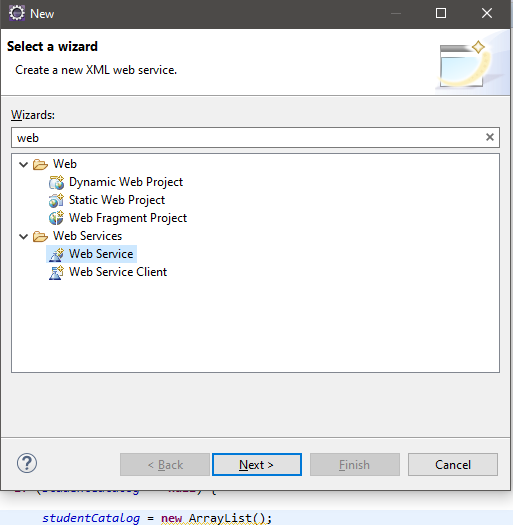 New
Select a wizard
Create a new XML web service.
Wizards:
web
Web
Dynamic Web Project
Static Web Project
Web Fragment Project
Web Services
Web Service
Web Service Client
? < Back Next > Finish Cancel
studentCatalog = new ArrayList();